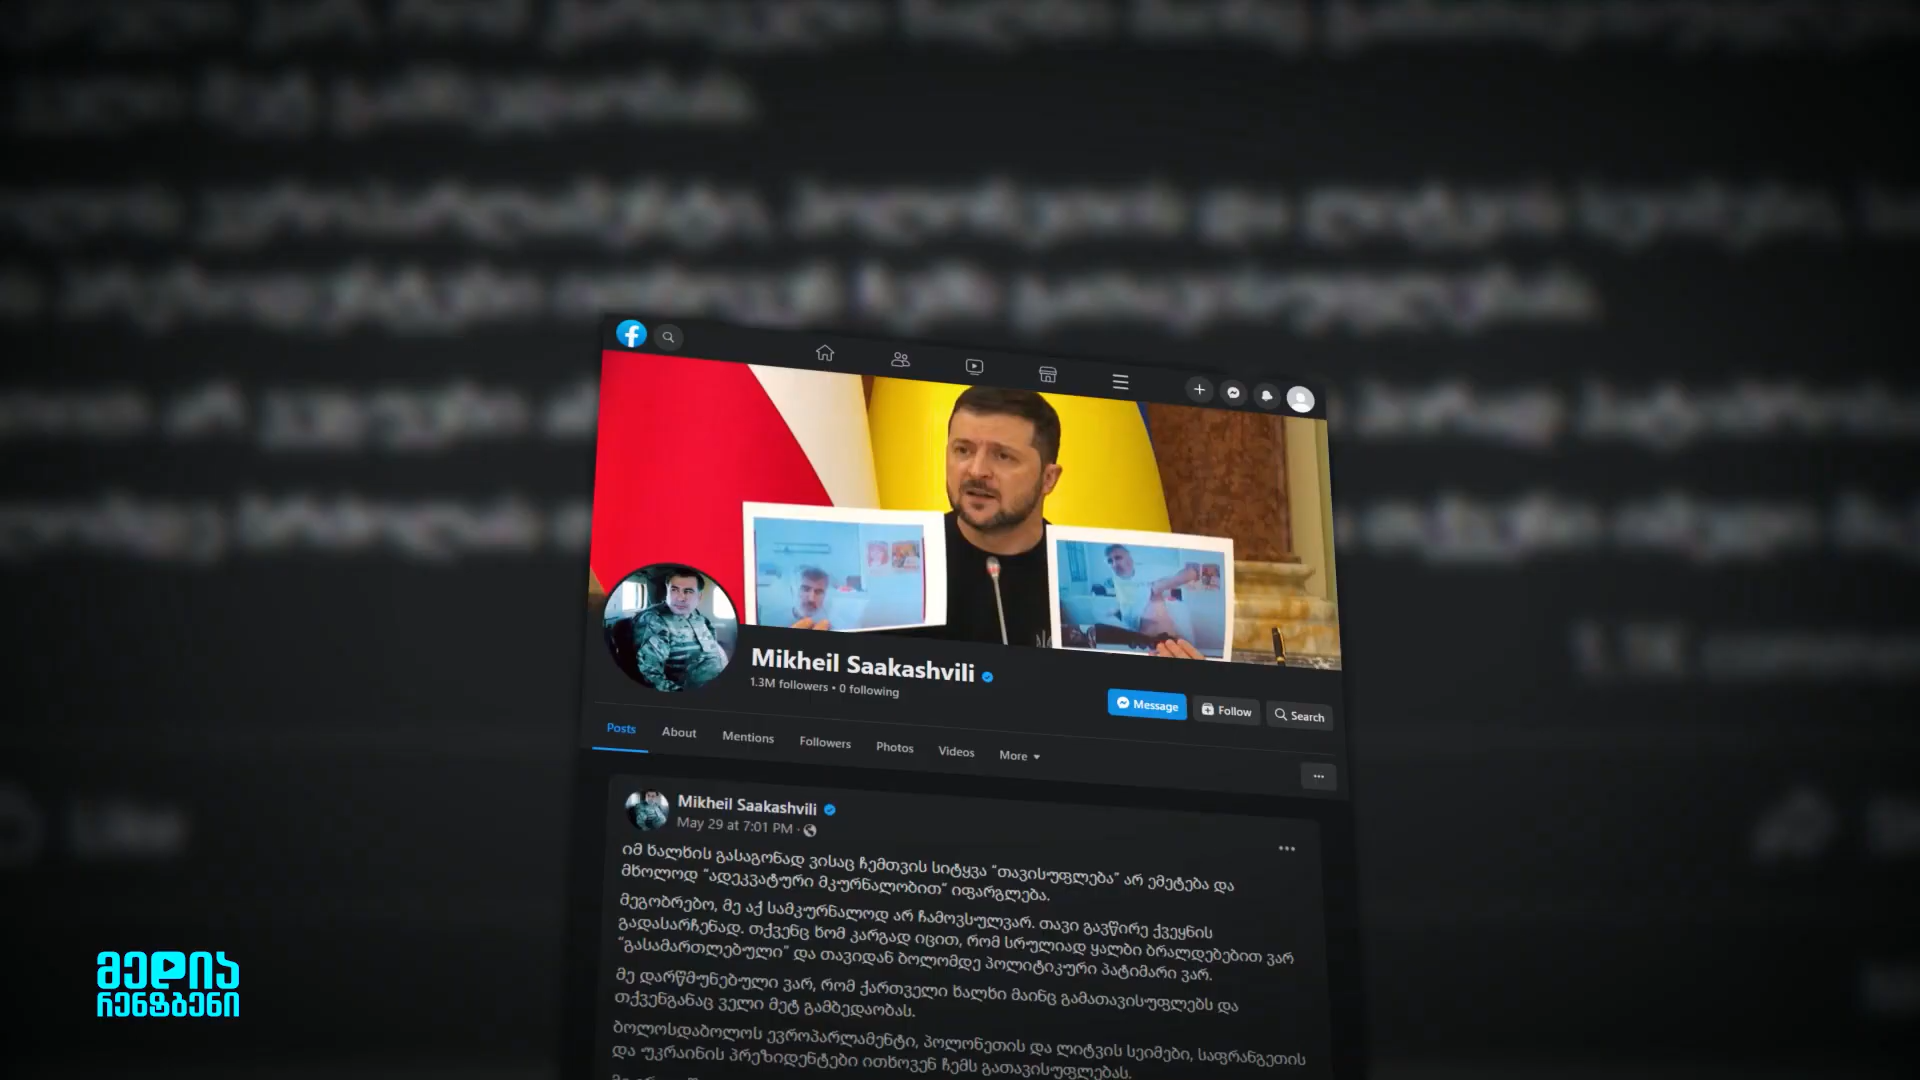 Mikheil Saakashvili
1.3M followers • 0 following
Message
Follow
Search
Posts
About
Mentions
Followers
Photos
Videos
More
Mikheil Saakashvili
May 29 at 7:01 PM ·
იმ ხალხის გასაგონად ვისაც ჩემთვის სიტყვა “თავისუფლება” არ ემეტება და
მხოლოდ “ადეკვატური მკურნალობით” იფარგლება.
მეგობრებო, მე აქ სამკურნალოდ არ ჩამოვსულვარ. თავი გავწირე ქვეყნის
გადასარჩენად. თქვენც ხომ კარგად იცით, რომ სრულიად ყალბი ბრალდებებით ვარ
“გასამართლებული” და თავიდან ბოლომდე პოლიტიკური პატიმარი ვარ.
მე დარწმუნებული ვარ, რომ ქართველი ხალხი მაინც გამათავისუფლებს და
თქვენგანაც ველი მეტ გამბედაობას.
ბოლოსდაბოლოს ევროპარლამენტი, პოლონეთის და ლიტვის სეიმები, საფრანგეთის
და უკრაინის პრეზიდენტები ითხოვენ ჩემს გათავისუფლებას.
მედია
რენტგენი